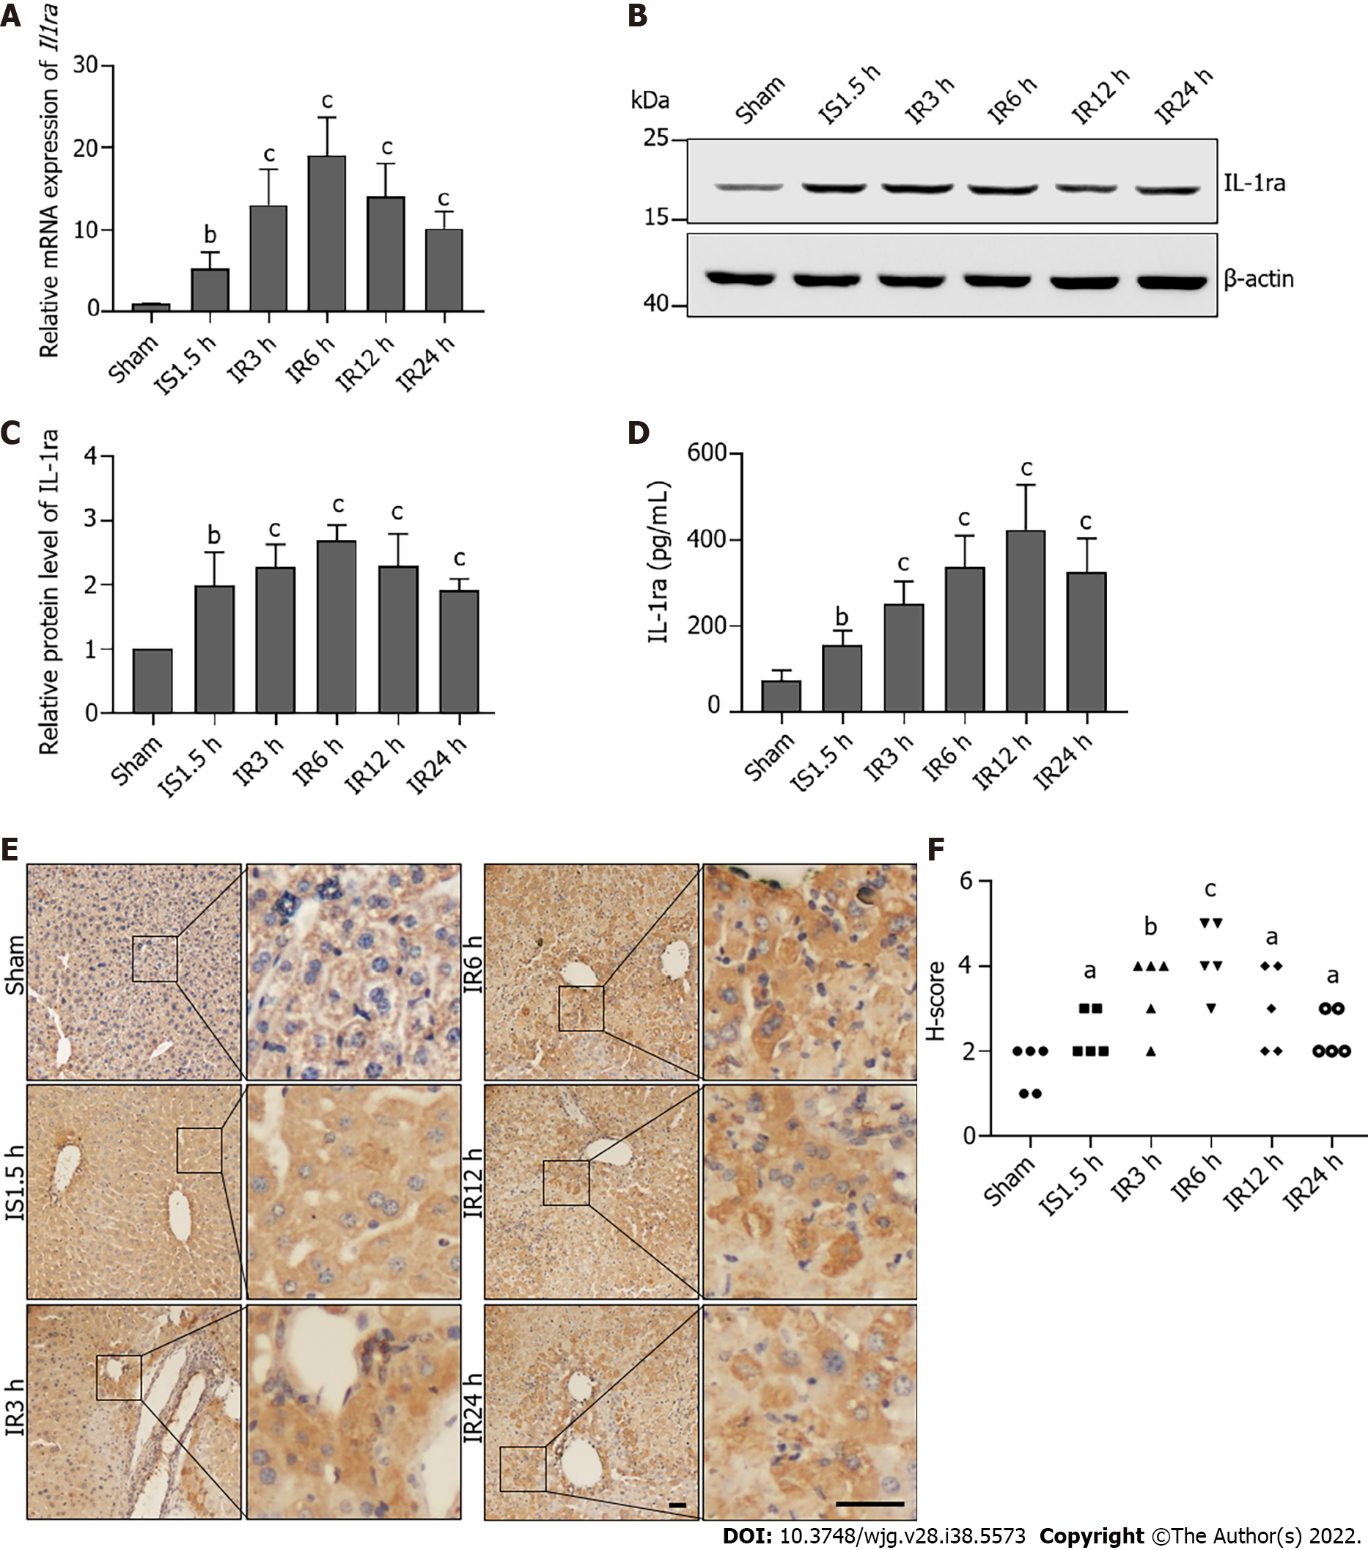 A
Relative mRNA expression of Il1ra
30
20
10
0
b
c
c
c
c
Sham
IS1.5 h
IR3 h
IR6 h
IR12 h
IR24 h
B
kDa
Sham
IS1.5 h
IR3 h
IR6 h
IR12 h
IR24 h
25
15
IL-1ra
40
β-actin
C
Relative protein level of IL-1ra
4
3
2
1
0
b
c
c
c
c
Sham
IS1.5 h
IR3 h
IR6 h
IR12 h
IR24 h
D
IL-1ra (pg/mL)
600
400
200
0
b
c
c
c
c
Sham
IS1.5 h
IR3 h
IR6 h
IR12 h
IR24 h
E
Sham
IS1.5 h
IR3 h
IR6 h
IR12 h
IR24 h
F
H-score
6
4
2
0
a
b
c
a
a
Sham
IS1.5 h
IR3 h
IR6 h
IR12 h
IR24 h
DOI: 10.3748/wjg.v28.i38.5573 Copyright ©The Author(s) 2022.